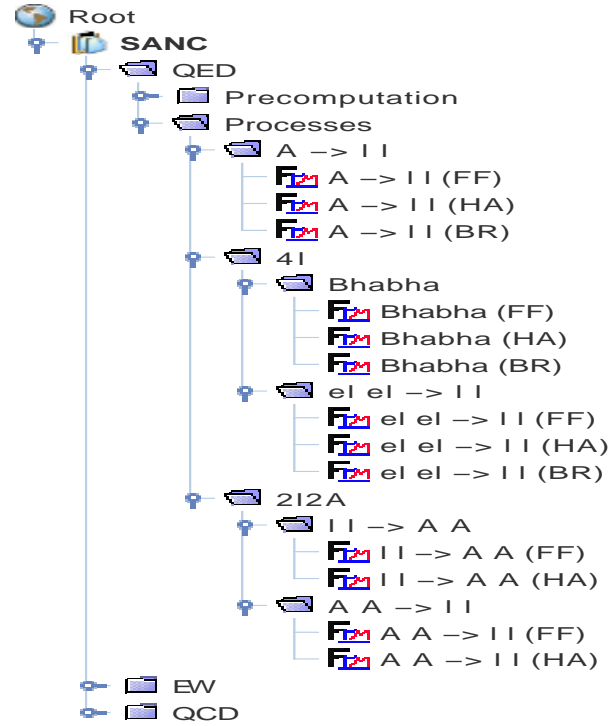 Root
SANC
QED
Precomputation
Processes
A –> l l
A –> l l (FF)
A –> l l (HA)
A –> l l (BR)
4l
Bhabha
Bhabha (FF)
Bhabha (HA)
Bhabha (BR)
el el –> l l
el el –> l l (FF)
el el –> l l (HA)
el el –> l l (BR)
2l2A
l l –> A A
l l –> A A (FF)
l l –> A A (HA)
A A –> l l
A A –> l l (FF)
A A –> l l (HA)
EW
QCD